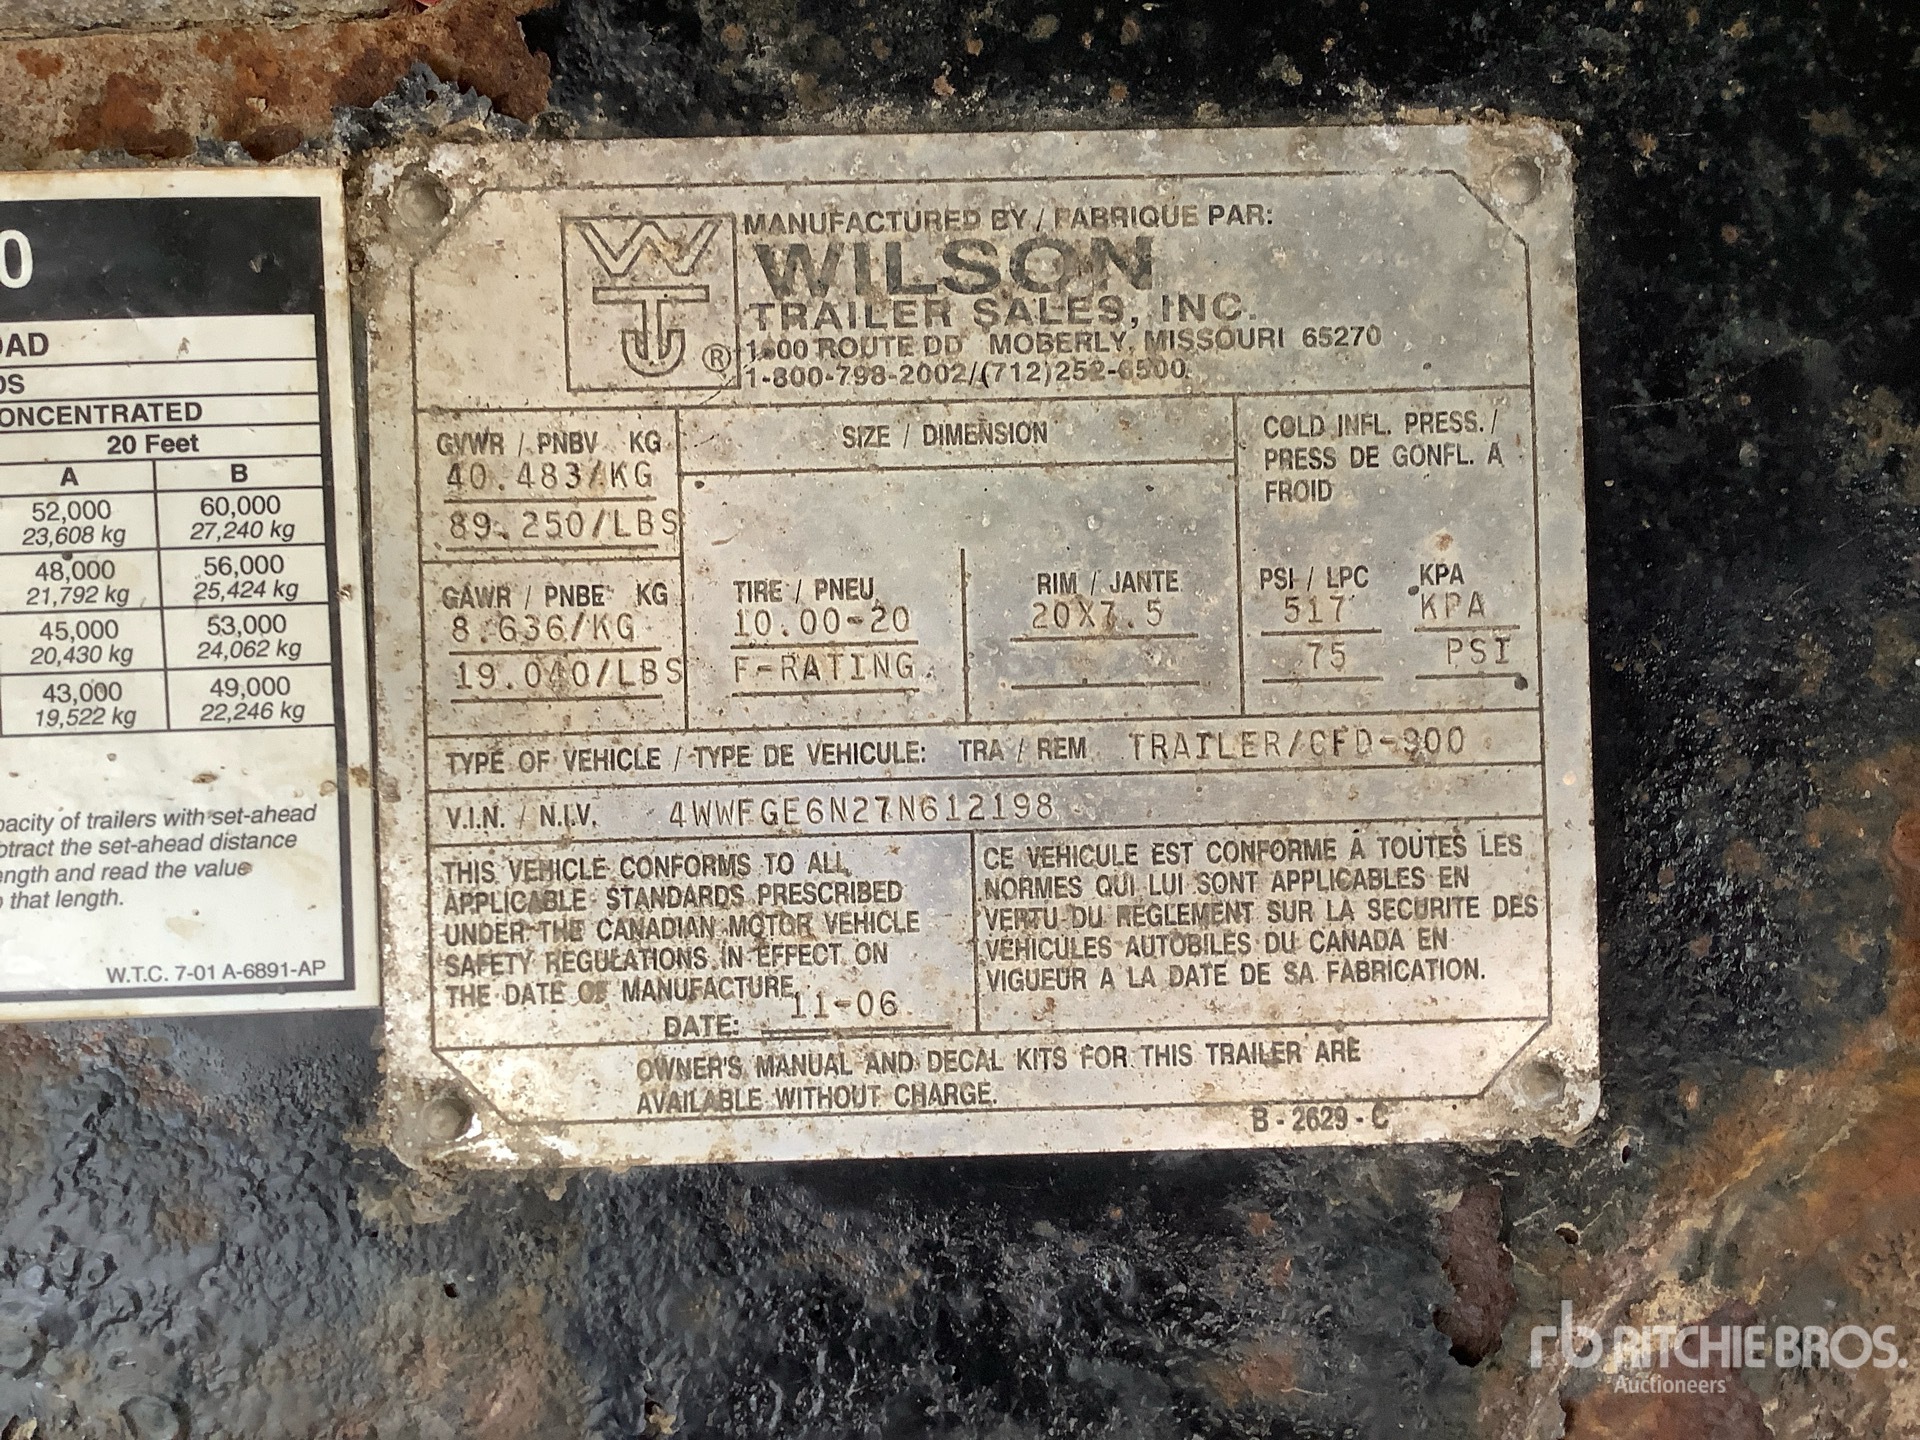 0
OAD
DS
ONCENTRATED
20 Feet
A B
52,000 60,000
23,608 kg 27,240 kg
48,000 56,000
21,792 kg 25,424 kg
45,000 53,000
20,430 kg 24,062 kg
43,000 49,000
19,522 kg 22,246 kg
pacity of trailers with set-ahead
btract the set-ahead distance
ength and read the value
o that length.
W.T.C. 7-01 A-6891-AP
WTJ ®
MANUFACTURED BY / FABRIQUE PAR:
WILSON
TRAILER SALES, INC.
ROUTE DD MOBERLY, MISSOURI 65270
1-800-798-2002/(712)252-6500
GVWR / PNBV KG
40.483/KG
89.250/LBS
SIZE / DIMENSION
COLD INFL. PRESS. /
PRESS DE GONFL. A
FROID
GAWR / PNBE KG
8.636/KG
19.040/LBS
TIRE / PNEU
10.00-20
F-RATING
RIM / JANTE
20X7.5
PSI / LPC KPA
517 KPA
75 PSI
TYPE OF VEHICLE / TYPE DE VEHICULE: TRA / REM TRAILER/CFD-900
V.I.N. / N.I.V. 4WWFGE6N27N612198
THIS VEHICLE CONFORMS TO ALL
APPLICABLE STANDARDS PRESCRIBED
UNDER THE CANADIAN MOTOR VEHICLE
SAFETY REGULATIONS IN EFFECT ON
THE DATE OF MANUFACTURE.
DATE: 11-06
CE VEHICULE EST CONFORME A TOUTES LES
NORMES QUI LUI SONT APPLICABLES EN
VERTU DU REGLEMENT SUR LA SECURITE DES
VEHICULES AUTOBILES DU CANADA EN
VIGUEUR A LA DATE DE SA FABRICATION.
OWNER'S MANUAL AND DECAL KITS FOR THIS TRAILER ARE
AVAILABLE WITHOUT CHARGE.
B - 2629 - C
rb RITCHIE BROS.
Auctioneers